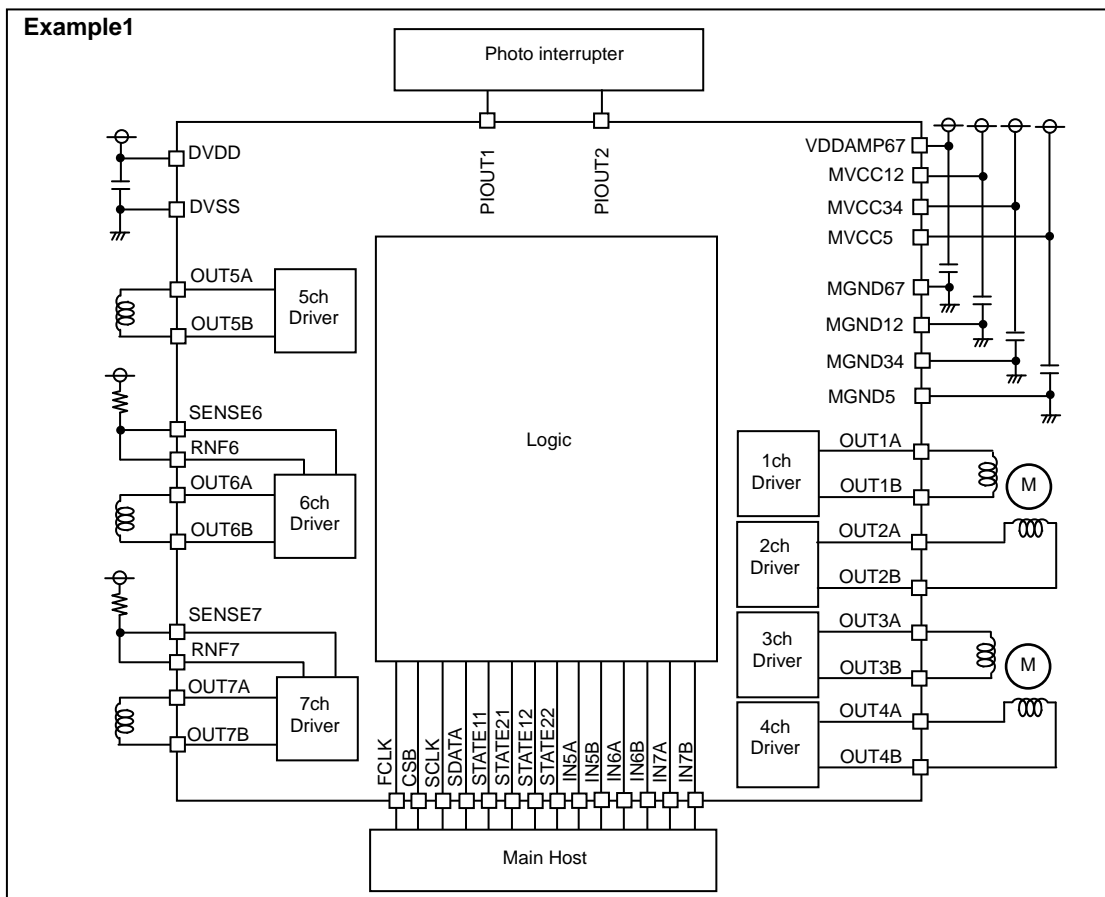 Example1
Photo interrupter
PIOUT1
PIOUT2
DVDD
DVSS
OUT5A
OUT5B
5ch
Driver
SENSE6
RNF6
OUT6A
OUT6B
6ch
Driver
SENSE7
RNF7
OUT7A
OUT7B
7ch
Driver
Logic
VDDAMP67
MVCC12
MVCC34
MVCC5
MGND67
MGND12
MGND34
MGND5
1ch
Driver
OUT1A
OUT1B
M
2ch
Driver
OUT2A
OUT2B
3ch
Driver
OUT3A
OUT3B
M
4ch
Driver
OUT4A
OUT4B
FCLK
CSB
SCLK
SDATA
STATE11
STATE21
STATE12
STATE22
IN5A
IN5B
IN6A
IN6B
IN7A
IN7B
Main Host